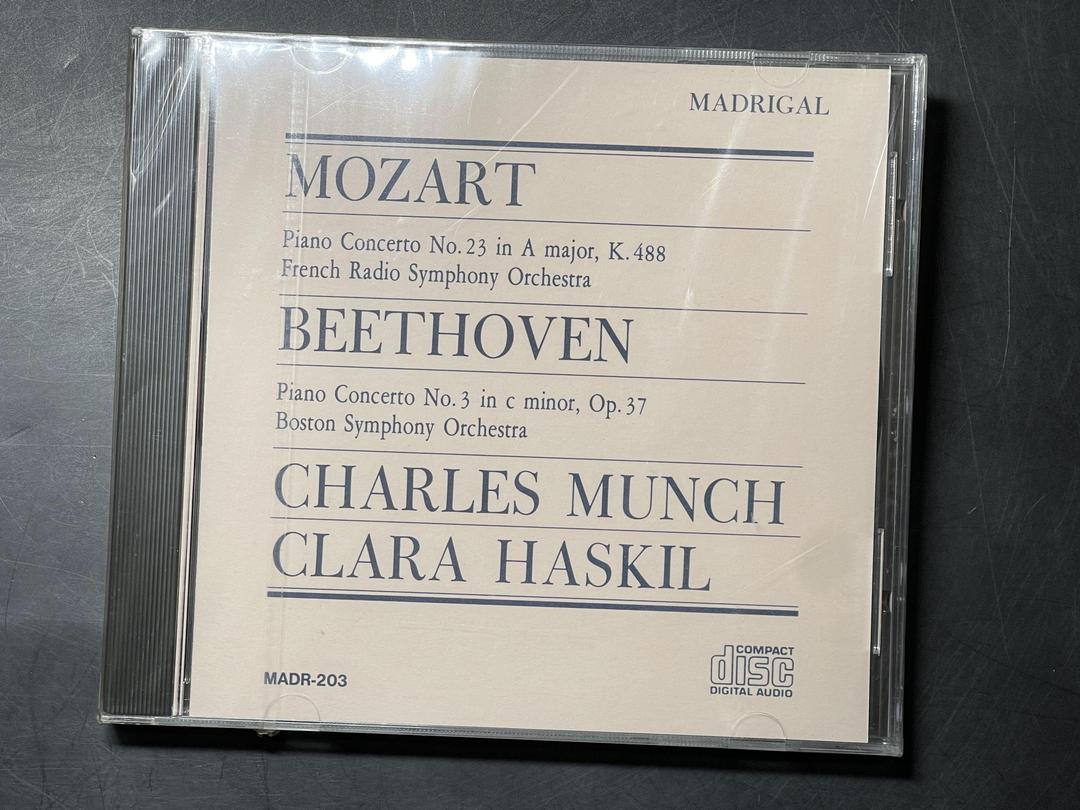 MADRIGAL
MOZART
Piano Concerto No. 23 in A major, K. 488
French Radio Symphony Orchestra
BEETHOVEN
Piano Concerto No. 3 in c minor, Op. 37
Boston Symphony Orchestra
CHARLES MUNCH
CLARA HASKIL
MADR-203
COMPACT
disc
DIGITAL AUDIO